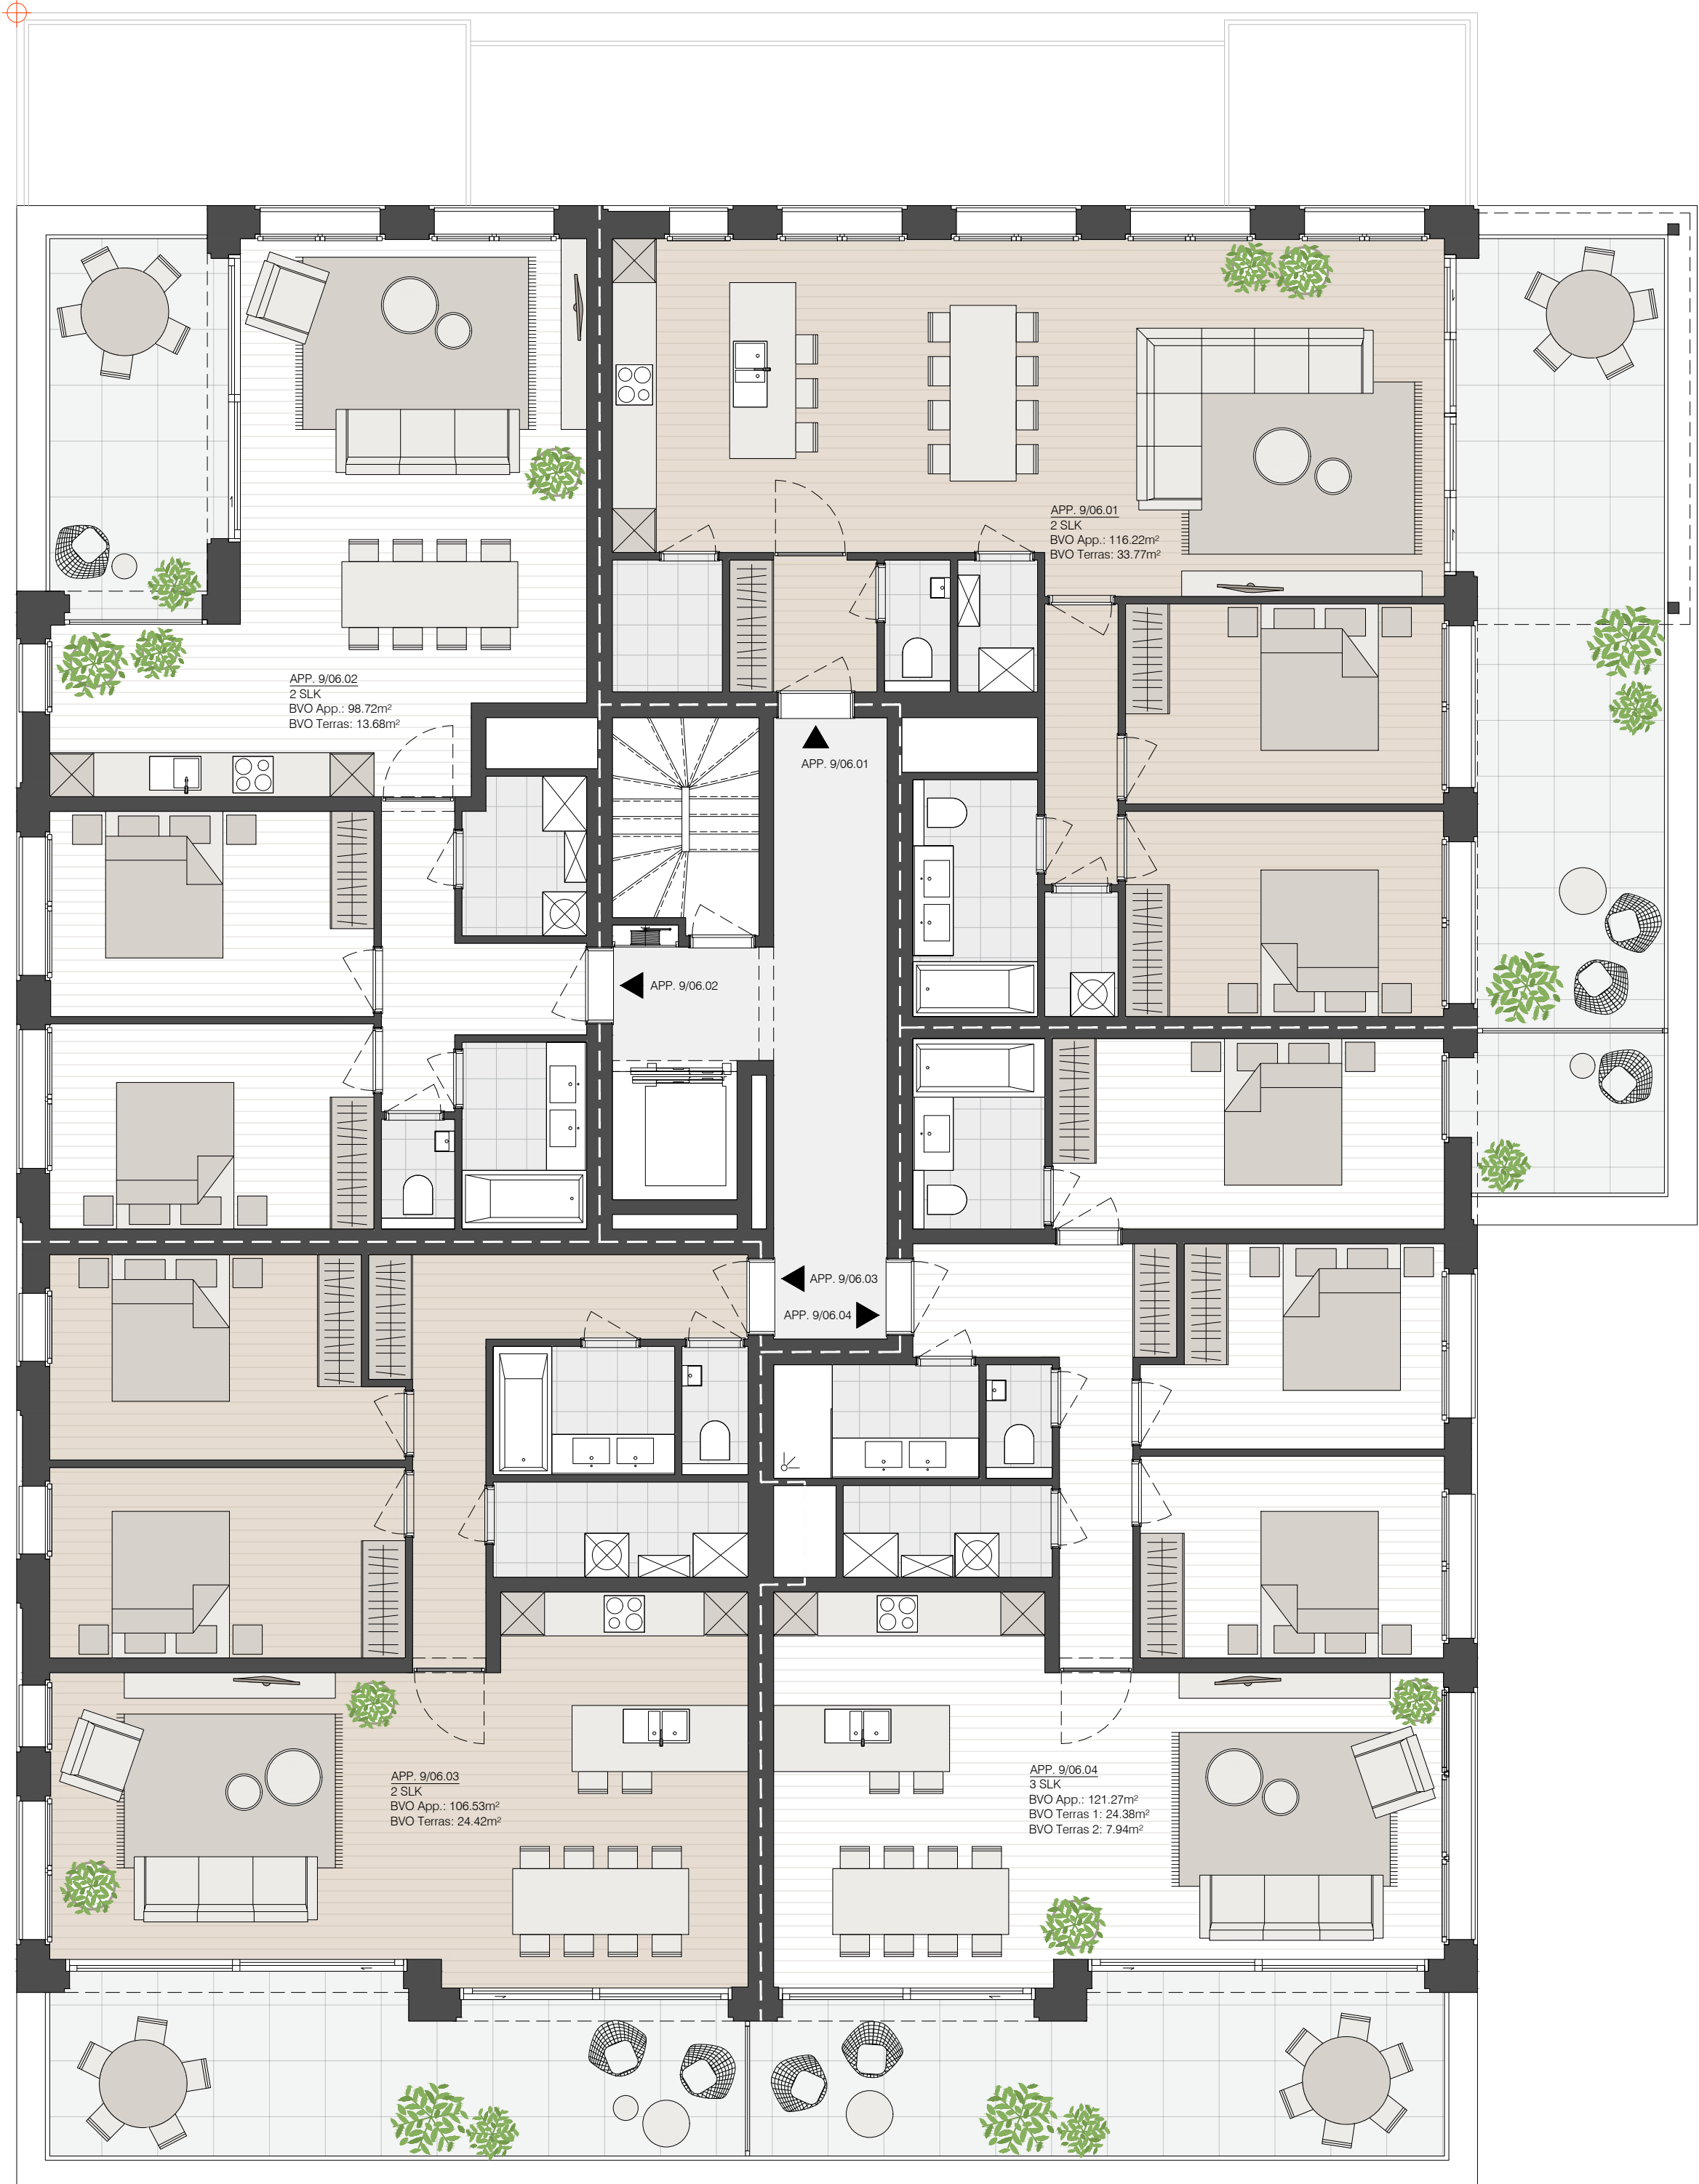 APP. 9/06.01
2 SLK
BVO App.: 116.22m²
BVO Terras: 33.77m²
APP. 9/06.02
2 SLK
BVO App.: 98.72m²
BVO Terras: 13.68m²
APP. 9/06.01
APP. 9/06.02
APP. 9/06.03
APP. 9/06.04
APP. 9/06.03
2 SLK
BVO App.: 106.53m²
BVO Terras: 24.42m²
APP. 9/06.04
3 SLK
BVO App.: 121.27m²
BVO Terras 1: 24.38m²
BVO Terras 2: 7.94m²